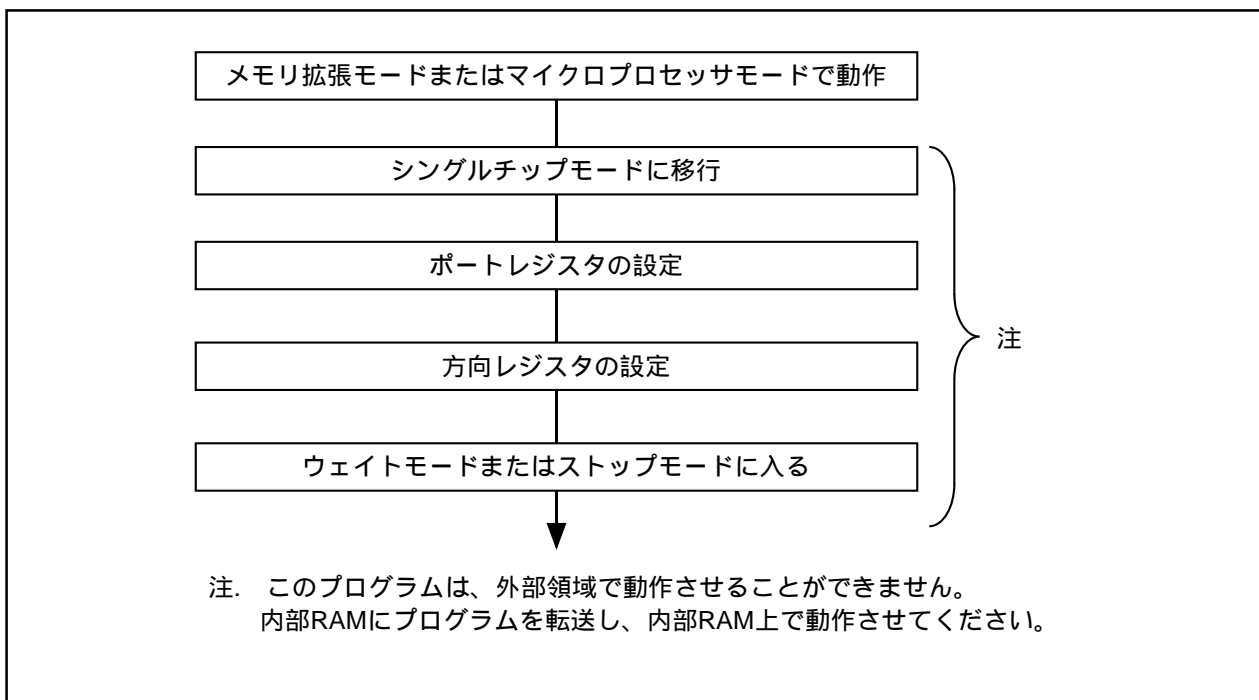 メモリ拡張モードまたはマイクロプロセッサモードで動作
シングルチップモードに移行
ポートレジスタの設定
方向レジスタの設定
ウェイトモードまたはストップモードに入る
注
注. このプログラムは、外部領域で動作させることができません。
内部RAMにプログラムを転送し、内部RAM上で動作させてください。